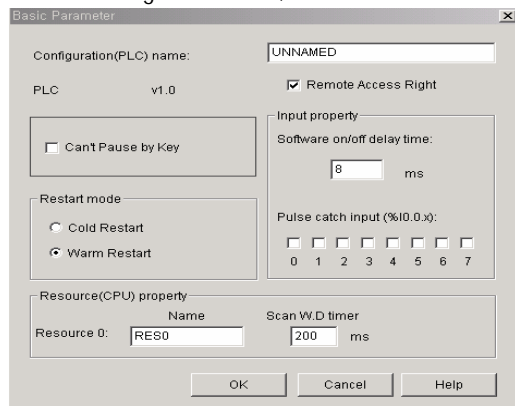 Basic Parameter
Configuration(PLC) name:
UNNAMED
PLC v1.0
Remote Access Right
Can't Pause by Key
Input property
Software on/off delay time:
8 ms
Restart mode
Cold Restart
Warm Restart
Pulse catch input (%I0.0.x):
0 1 2 3 4 5 6 7
Resource(CPU) property
Name Scan W.D timer
Resource 0: RES0 200 ms
OK Cancel Help